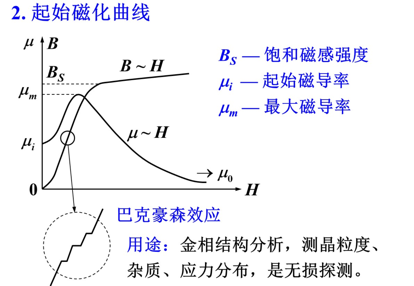 2. 起始磁化曲线
μ B
B_S
B ~ H
B_S — 饱和磁感强度
μ_m
μ_i — 起始磁导率
μ_m — 最大磁导率
μ_i
μ ~ H
→ μ_0
0
H
巴克豪森效应
用途：金相结构分析，测晶粒度、
杂质、应力分布，是无损探测。